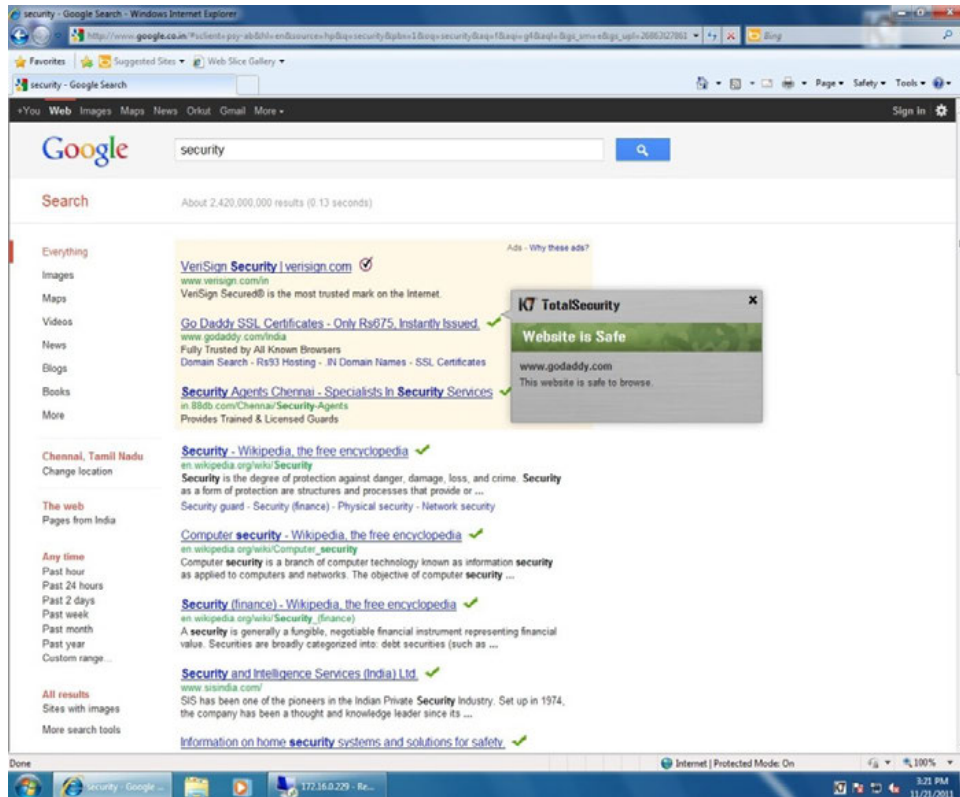 security - Google Search - Windows Internet Explorer
http://www.google.co.in/
Bing
Favorites Suggested Sites Web Slice Gallery
security - Google Search
Page Safety Tools
+You Web Images Maps News Orkut Gmail More
Sign in
Google
security
Search
About 2,420,000,000 results (0.13 seconds)
Everything
Images
Maps
Videos
News
Blogs
Books
More
Chennai, Tamil Nadu
Change location
The web
Pages from India
Any time
Past hour
Past 24 hours
Past 2 days
Past week
Past month
Past year
Custom range...
All results
Sites with images
More search tools
Ads - Why these ads?
VeriSign Security | verisign.com
www.verisign.com/in
VeriSign Secured® is the most trusted mark on the Internet.
Go Daddy SSL Certificates - Only Rs675, Instantly Issued.
www.godaddy.com/india
Fully Trusted by All Known Browsers
Domain Search - Rs93 Hosting - .IN Domain Names - SSL Certificates
Security Agents Chennai - Specialists In Security Services
in.88db.com/Chennai/Security-Agents
Provides Trained & Licensed Guards
K7 TotalSecurity
Website is Safe
www.godaddy.com
This website is safe to browse.
Security - Wikipedia, the free encyclopedia
en.wikipedia.org/wiki/Security
Security is the degree of protection against danger, damage, loss, and crime. Security
as a form of protection are structures and processes that provide or ...
Security guard - Security (finance) - Physical security - Network security
Computer security - Wikipedia, the free encyclopedia
en.wikipedia.org/wiki/Computer_security
Computer security is a branch of computer technology known as information security
as applied to computers and networks. The objective of computer security ...
Security (finance) - Wikipedia, the free encyclopedia
en.wikipedia.org/wiki/Security_(finance)
A security is generally a fungible, negotiable financial instrument representing financial
value. Securities are broadly categorized into: debt securities (such as ...
Security and Intelligence Services (India) Ltd.
www.sisindia.com/
SIS has been one of the pioneers in the Indian Private Security Industry. Set up in 1974,
the company has been a thought and knowledge leader since its ...
Information on home security systems and solutions for safety.
Done
Internet | Protected Mode: On
100%
security - Google ...
172.16.0.229 - Re...
3:21 PM
11/21/2011